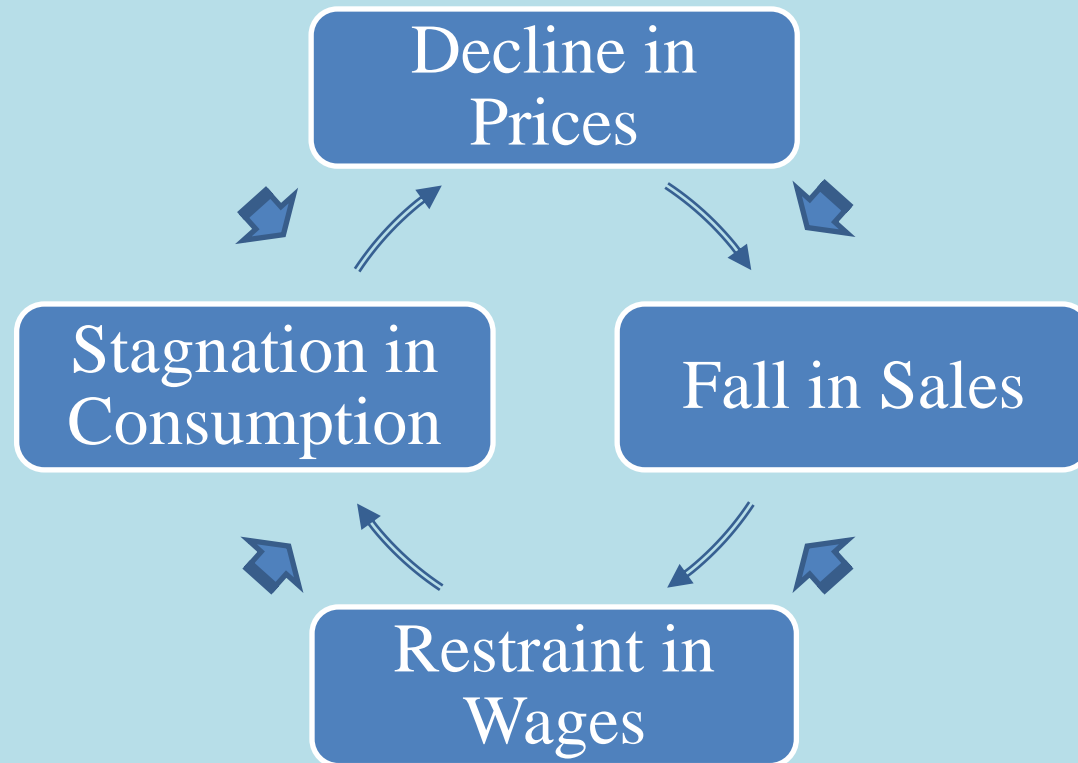 Decline in
Prices
Stagnation in
Consumption
Fall in Sales
Restraint in
Wages